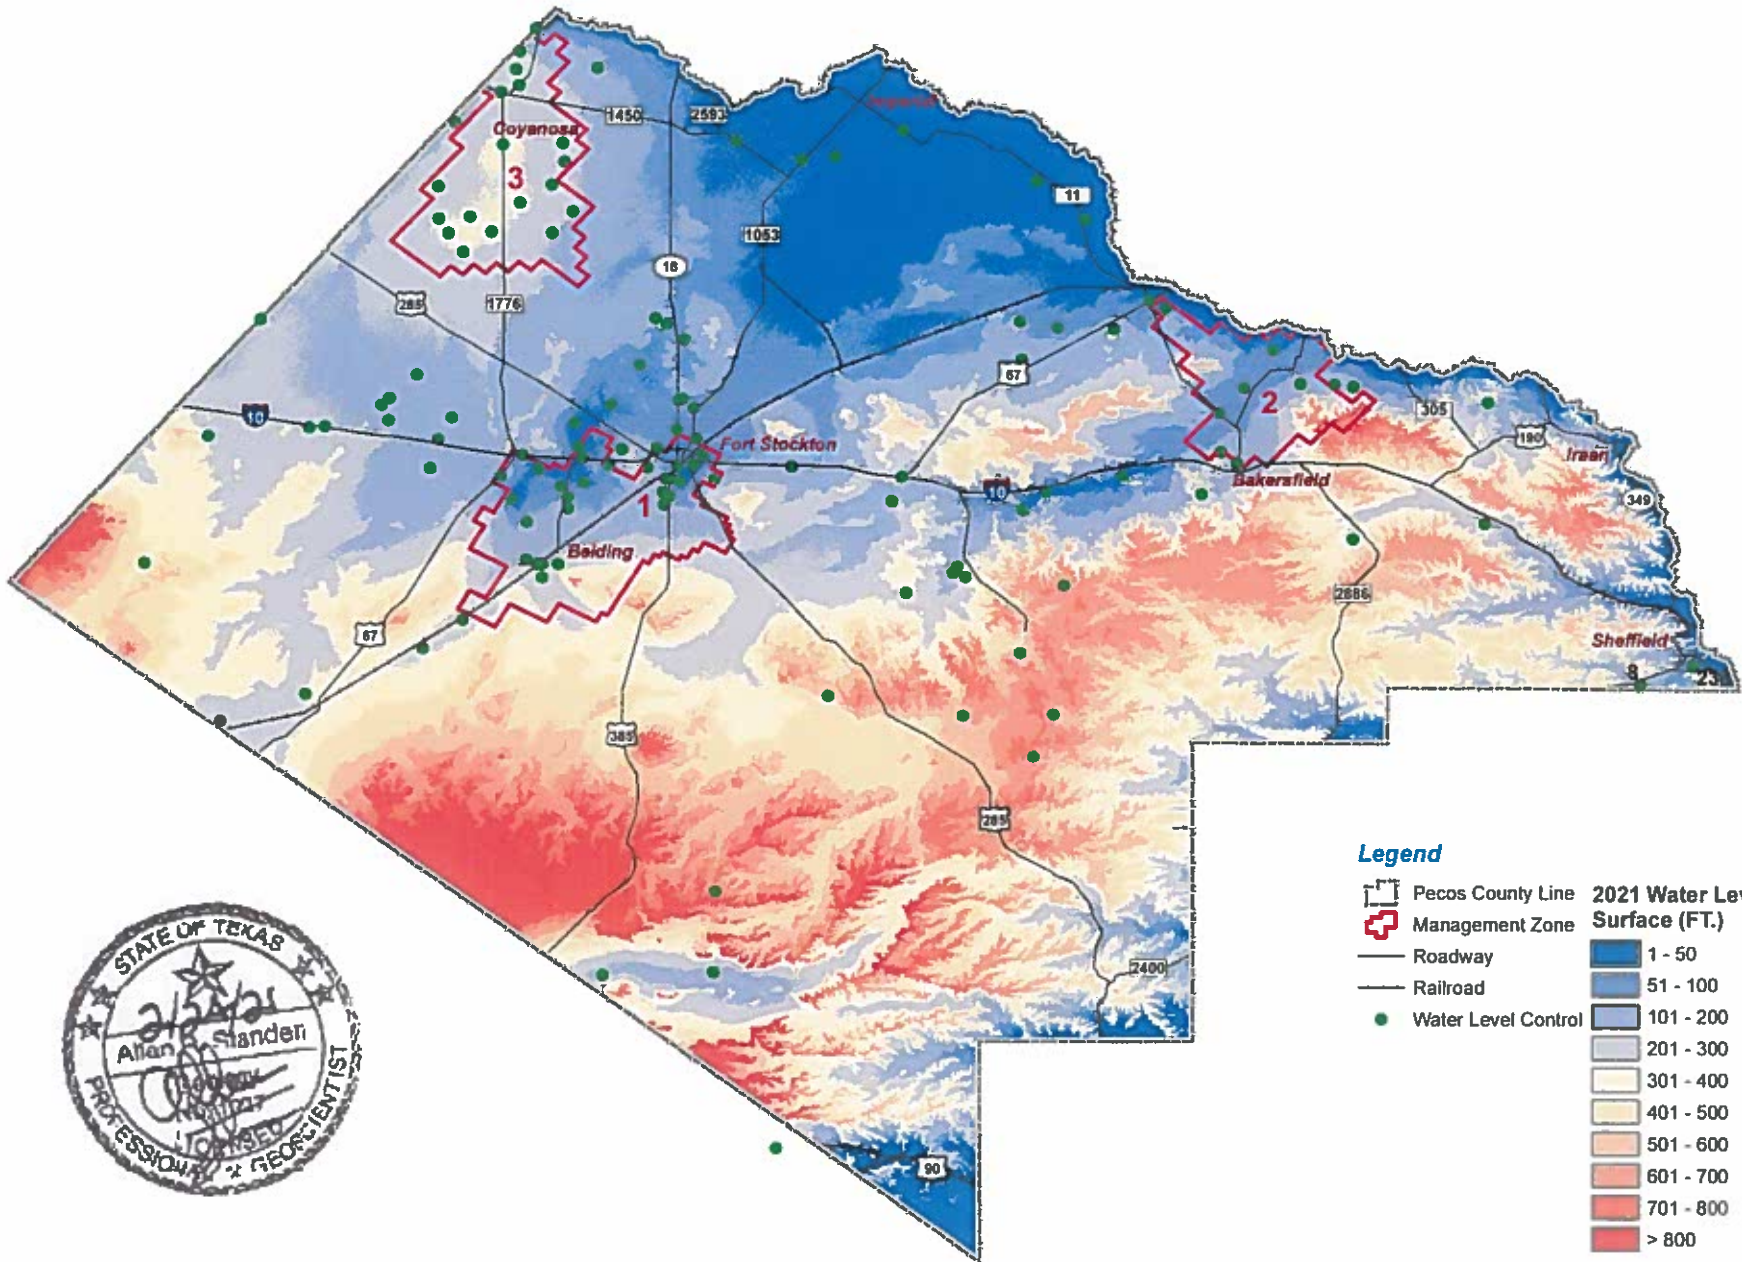 1450
2593
Coyanosa
3
11
18
1053
285
1776
67
2
305
190
Iraan
10
Fort Stockton
10
Bakersfield
349
1
Belding
2886
67
Sheffield
8
23
385
285
2400
90
Legend
Pecos County Line
Management Zone
Roadway
Railroad
Water Level Control
2021 Water Lev
Surface (FT.)
1 - 50
51 - 100
101 - 200
201 - 300
301 - 400
401 - 500
501 - 600
601 - 700
701 - 800
> 800
STATE OF TEXAS
Allan R. Standen
PROFESSIONAL GEOSCIENTIST